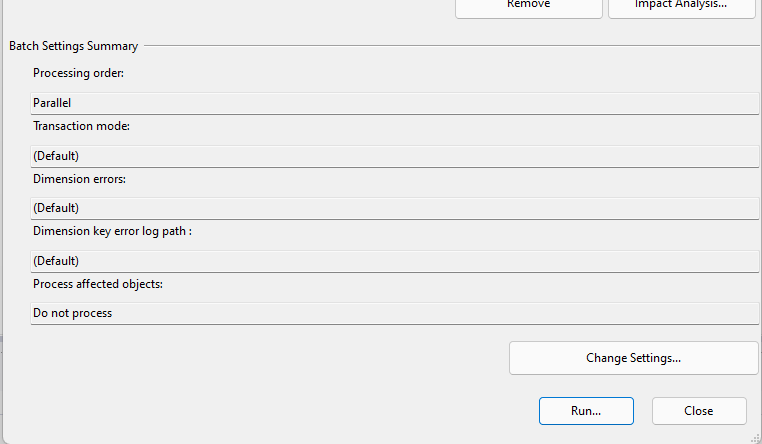 Remove
Impact Analysis...
Batch Settings Summary
Processing order:
Parallel
Transaction mode:
(Default)
Dimension errors:
(Default)
Dimension key error log path :
(Default)
Process affected objects:
Do not process
Change Settings...
Run...
Close